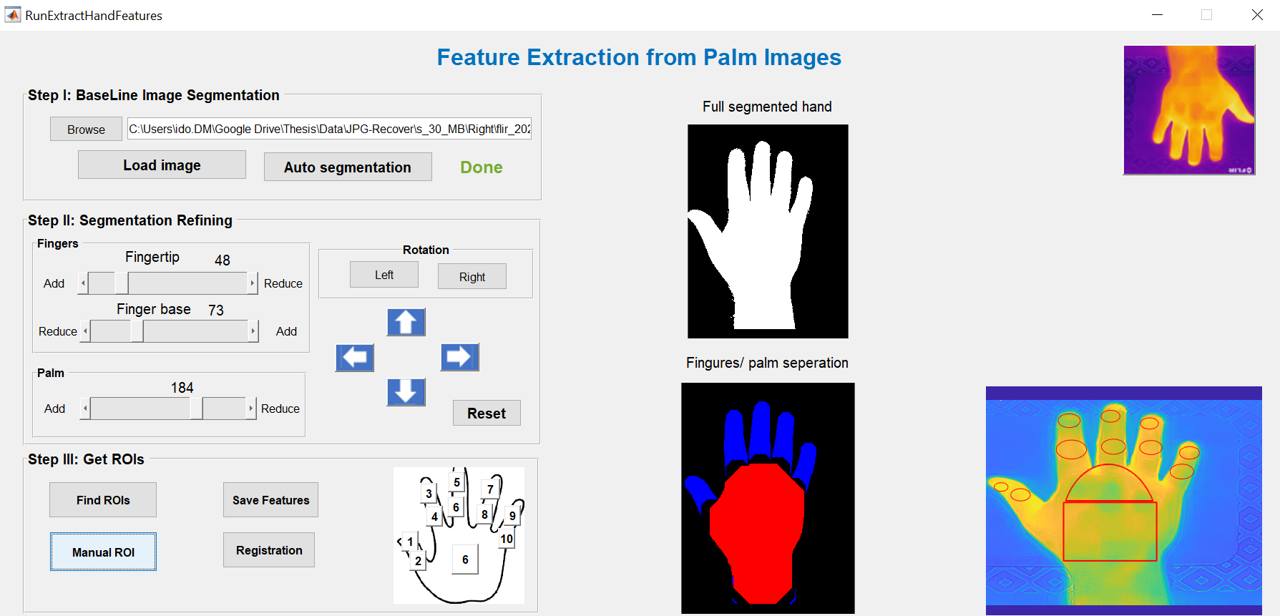 RunExtractHandFeatures
Feature Extraction from Palm Images
Step I: BaseLine Image Segmentation
Browse
C:\Users\ido.DM\Google Drive\Thesis\Data\JPG-Recover\s_30_MB\Right\flir_202
Load image
Auto segmentation
Done
Step II: Segmentation Refining
Fingers
Fingertip 48
Add
Reduce
Finger base 73
Reduce
Add
Palm
184
Add
Reduce
Rotation
Left
Right
Reset
Step III: Get ROIs
Find ROIs
Save Features
Manual ROI
Registration
5
3
7
6
4
8
9
1
10
2
6
Full segmented hand
Fingures/ palm seperation
FLIR